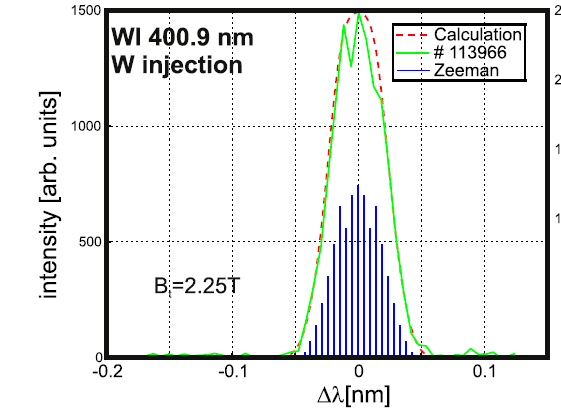 1500
1000
500
0
intensity [arb. units]
WI 400.9 nm
W injection
Calculation
# 113966
Zeeman
Bₜ=2.25T
-0.2
-0.1
0
0.1
Δλ[nm]
2
2
1
1